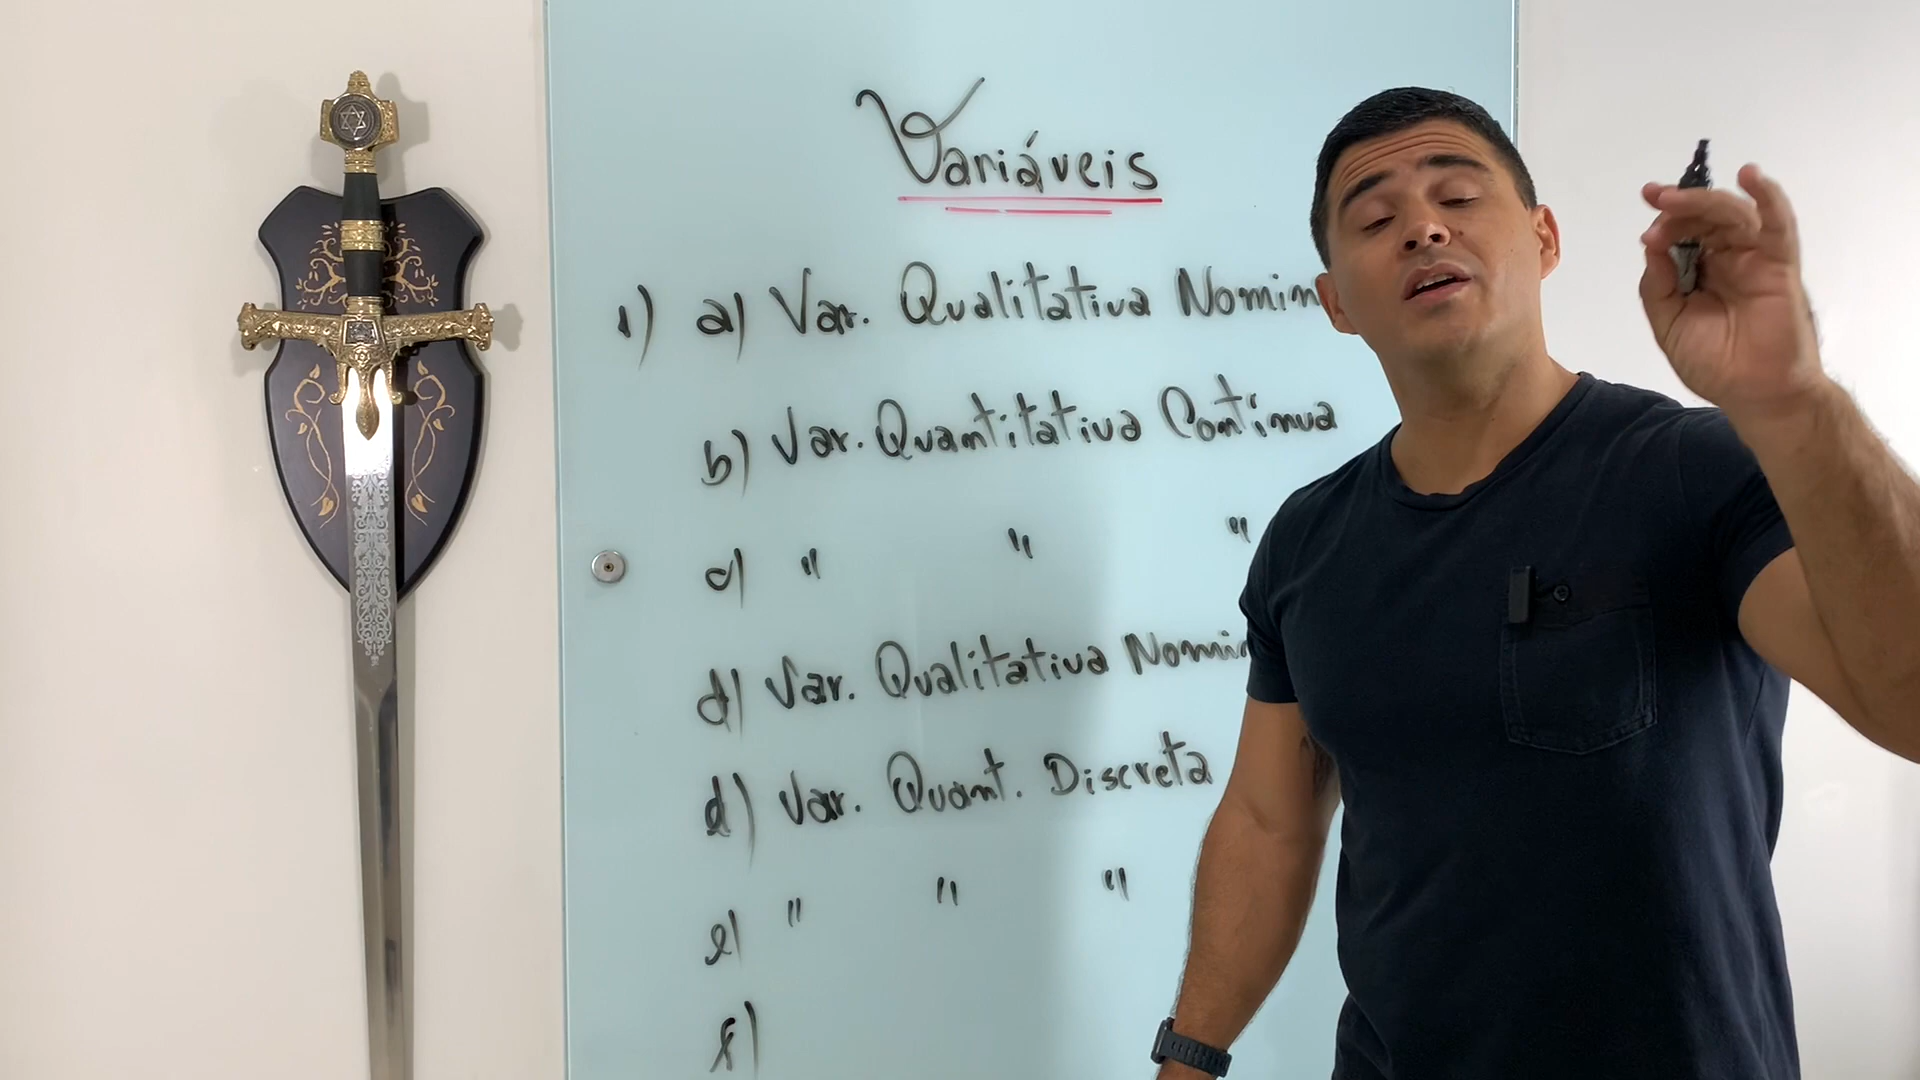 Variáveis
1) a) Var. Qualitativa Nomin
b) Var. Quantitativa Contínua
c) " " "
d) Var. Qualitativa Nomin
d) Var. Quant. Discreta
e) " " "
f)